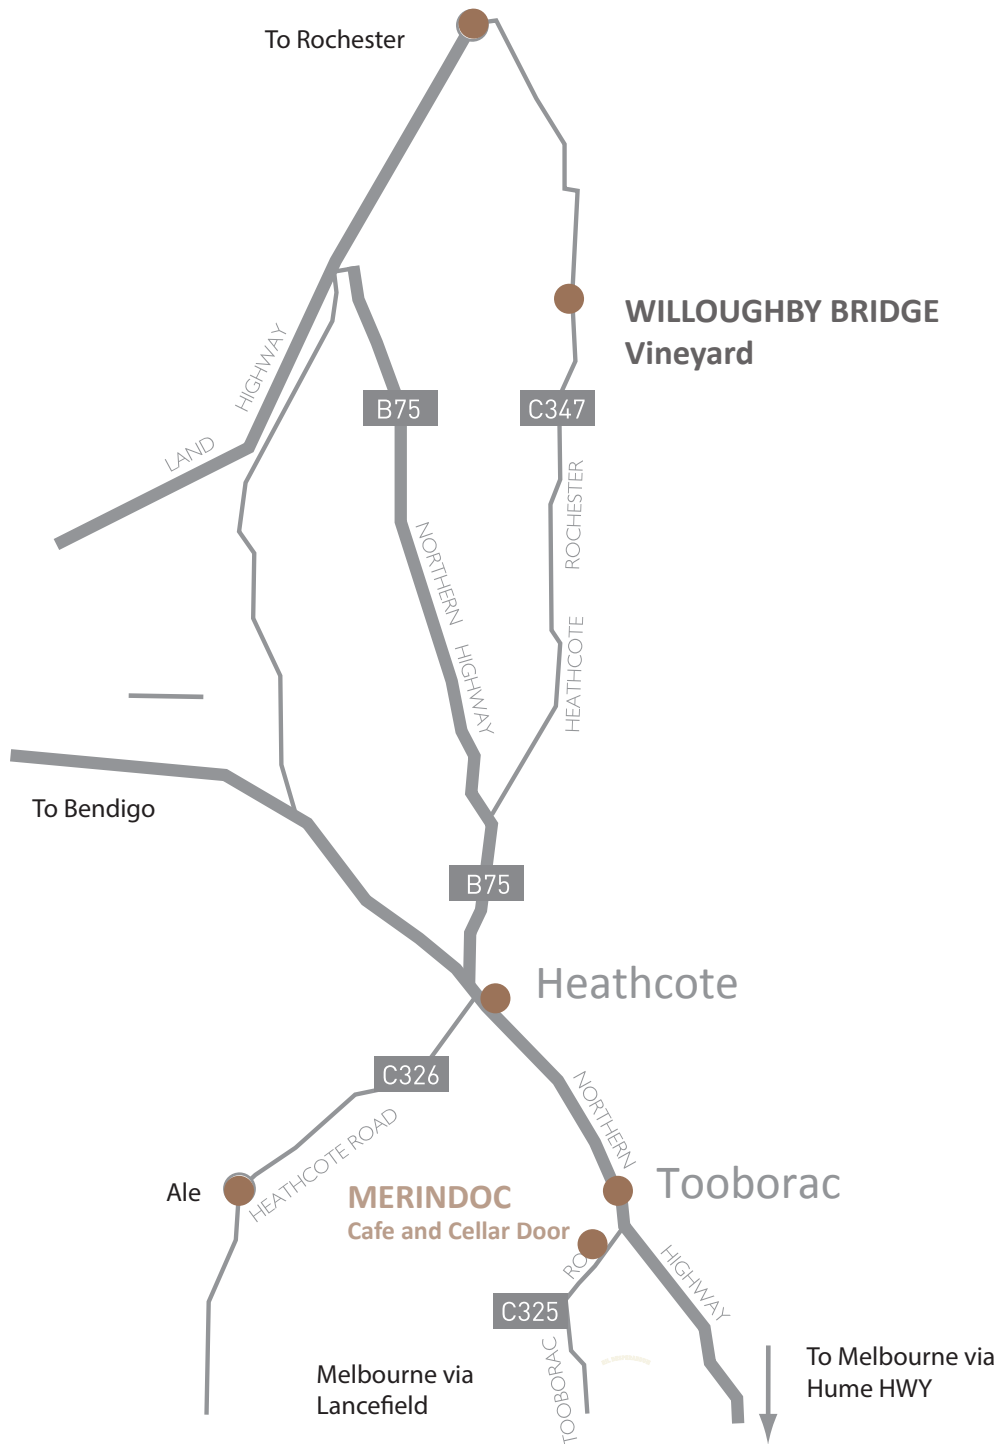 To Rochester
WILLOUGHBY BRIDGE
Vineyard
HIGHWAY
LAND
B75
C347
ROCHESTER
HEATHCOTE
NORTHERN HIGHWAY
To Bendigo
B75
Heathcote
C326
HEATHCOTE ROAD
NORTHERN
Ale
MERINDOC
Cafe and Cellar Door
Tooborac
HIGHWAY
C325
TOOBORAC
Melbourne via
Lancefield
To Melbourne via
Hume HWY